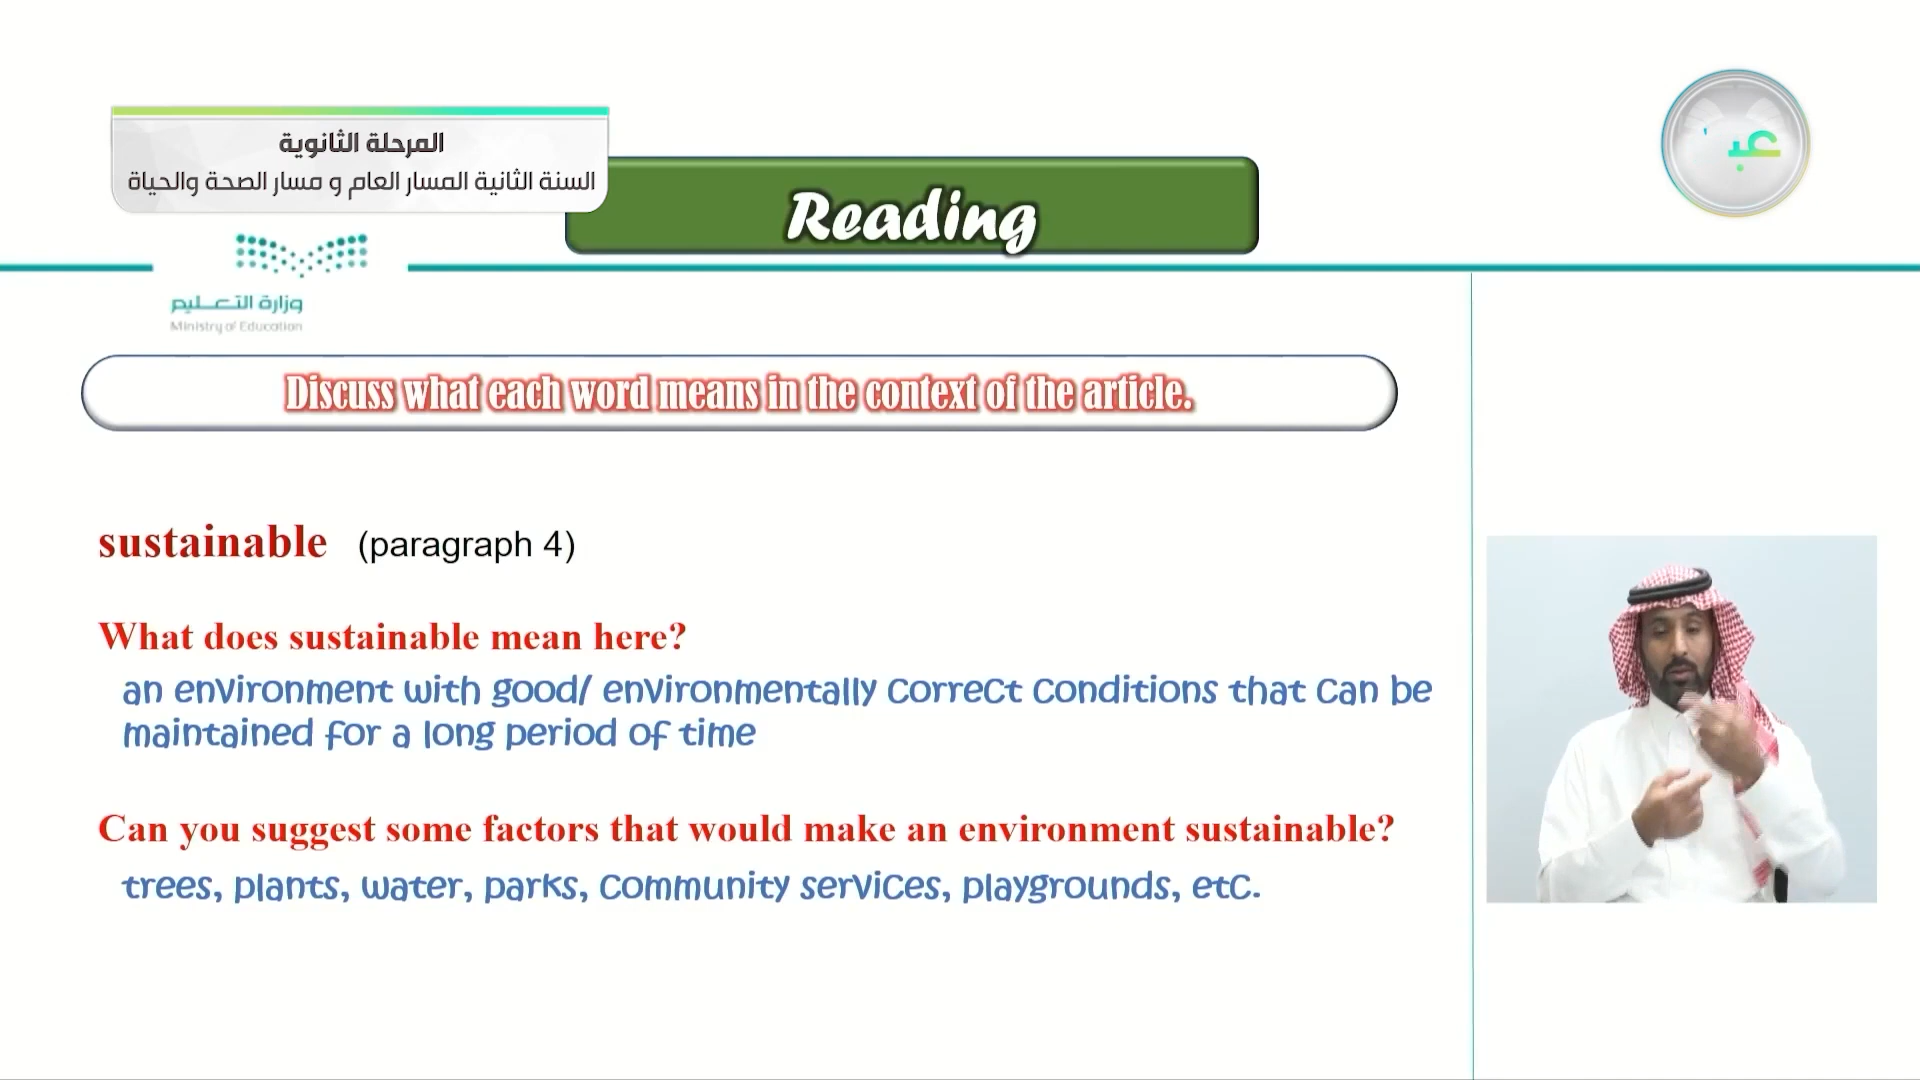 المرحلة الثانوية
السنة الثانية المسار العام و مسار الصحة والحياة
Reading
وزارة التعليم
Ministry of Education
Discuss what each word means in the context of the article.
sustainable (paragraph 4)
What does sustainable mean here?
an environment with good/ environmentally correct conditions that can be
maintained for a long period of time
Can you suggest some factors that would make an environment sustainable?
trees, plants, water, parks, community services, playgrounds, etc.